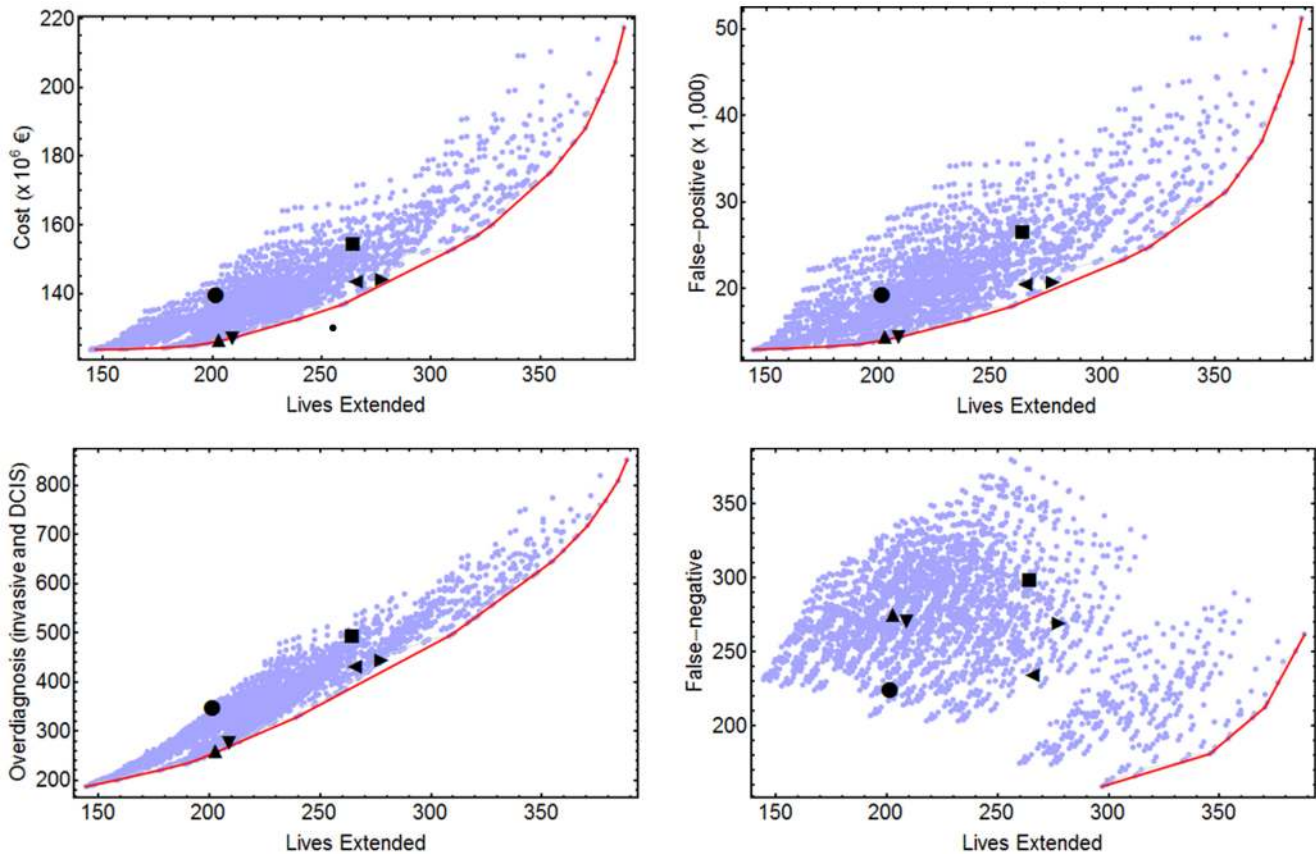 220
200
180
160
140
Cost (x 10⁶ €)
150 200 250 300 350
Lives Extended
50
40
30
20
False−positive (x 1,000)
150 200 250 300 350
Lives Extended
800
700
600
500
400
300
200
Overdiagnosis (invasive and DCIS)
150 200 250 300 350
Lives Extended
350
300
250
200
False−negative
150 200 250 300 350
Lives Extended